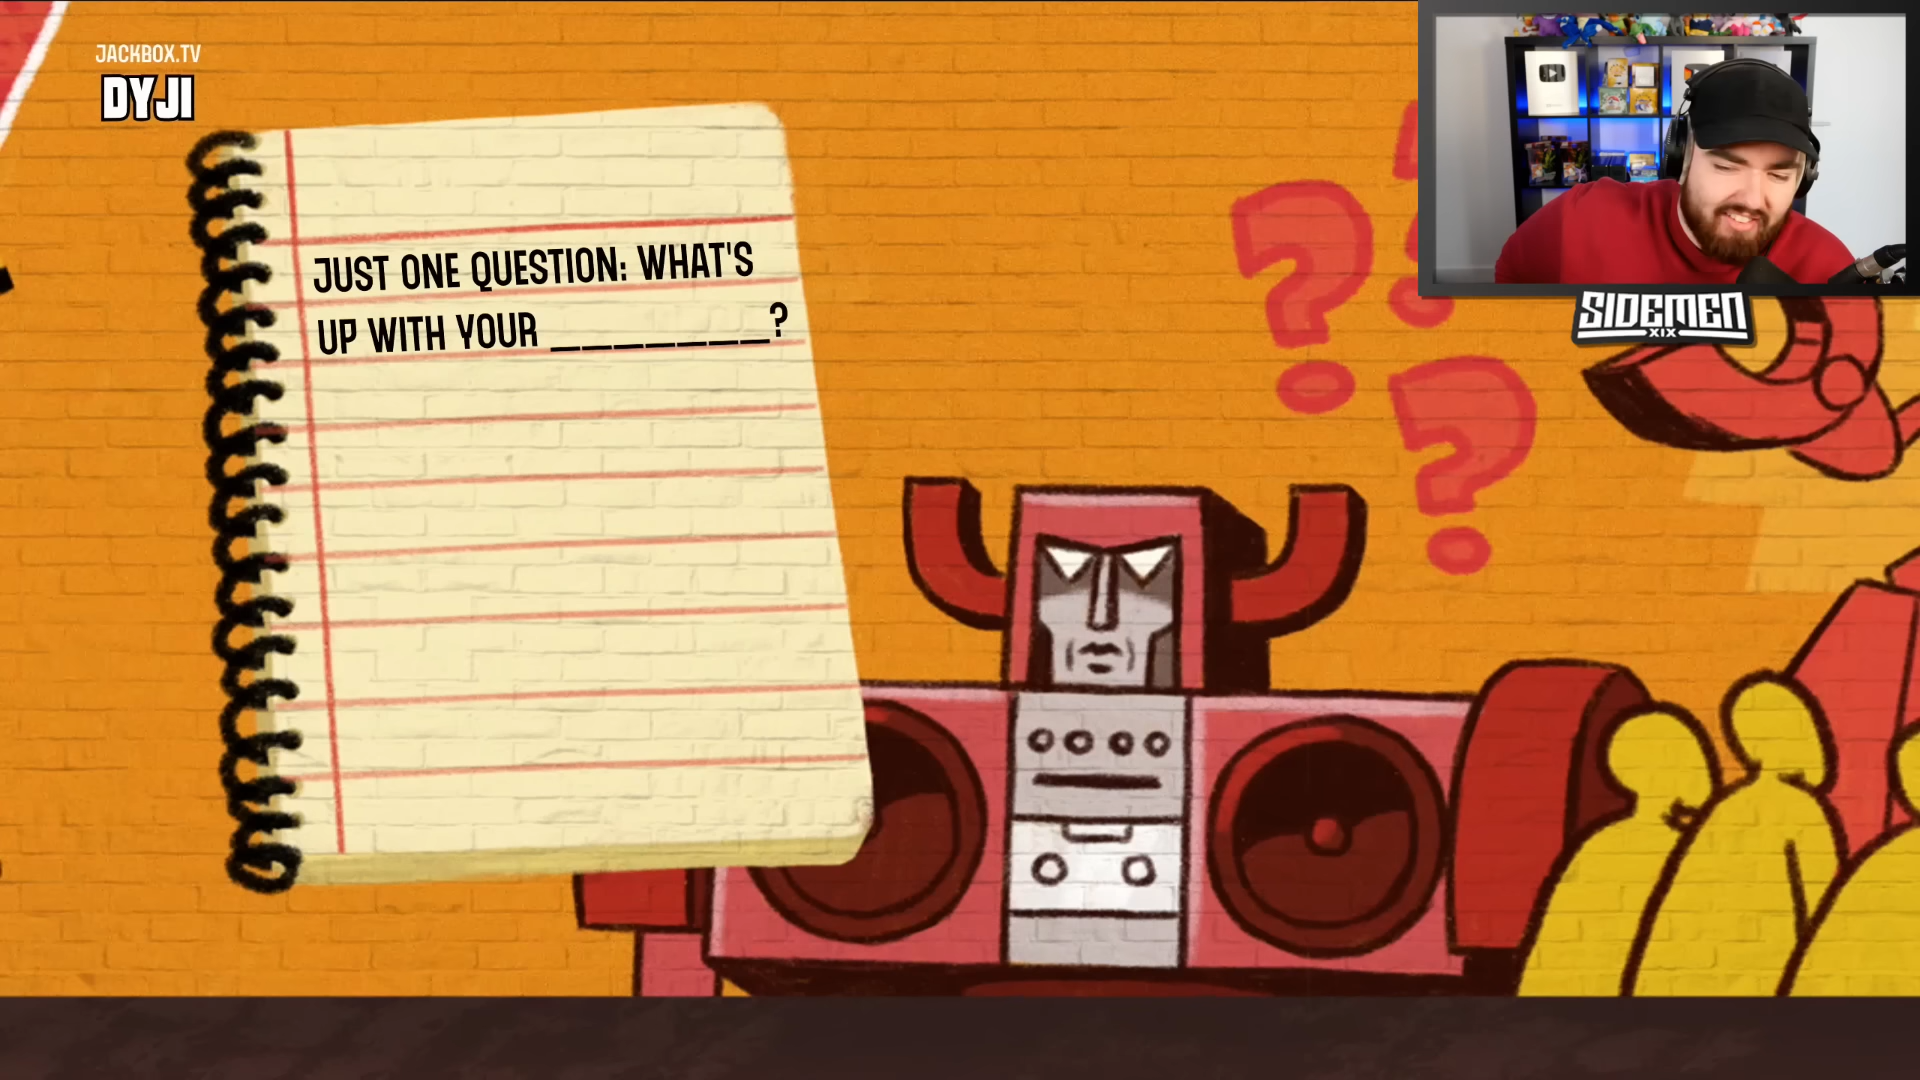 JACKBOX.TV
DYJI
JUST ONE QUESTION: WHAT'S
UP WITH YOUR ________?
SIDEMEN
XIX